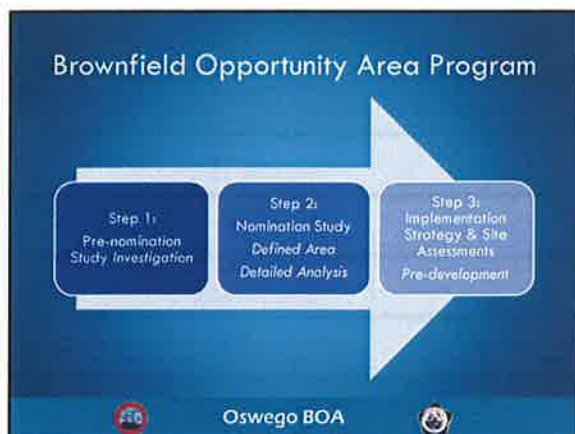 Brownfield Opportunity Area Program
Step 1:
Pre-nomination
Study Investigation
Step 2:
Nomination Study
Defined Area
Detailed Analysis
Step 3:
Implementation
Strategy & Site
Assessments
Pre-development
Oswego BOA